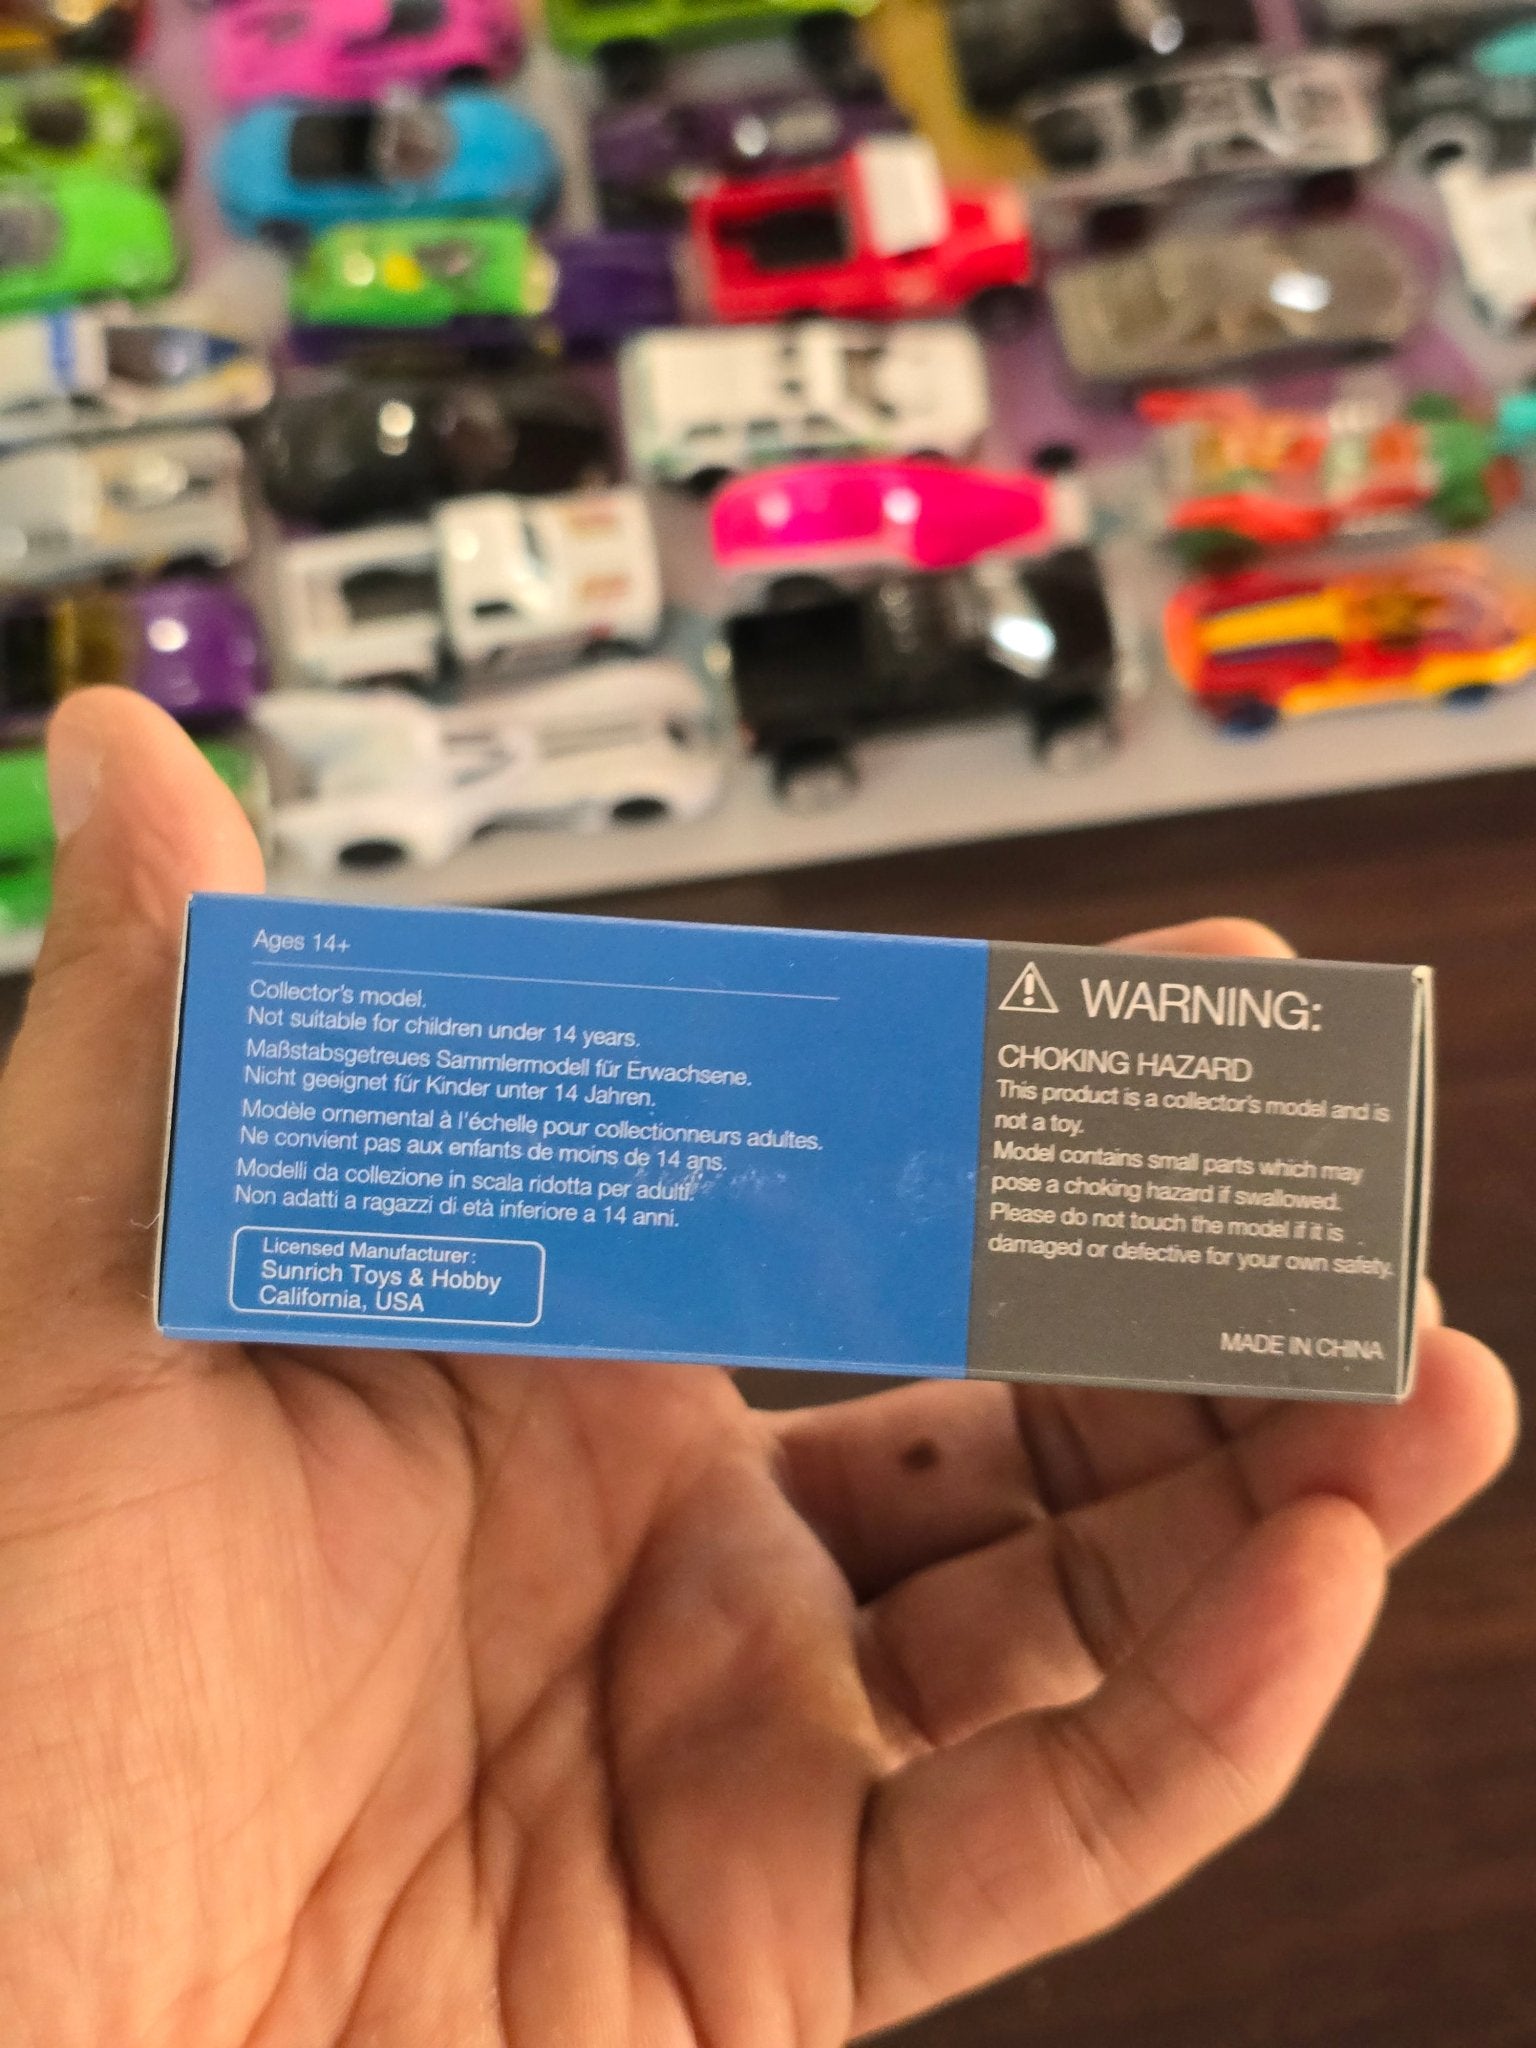 Ages 14+
Collector's model.
Not suitable for children under 14 years.
Maßstabsgetreues Sammlermodell für Erwachsene.
Nicht geeignet für Kinder unter 14 Jahren.
Modèle ornemental à l'échelle pour collectionneurs adultes.
Ne convient pas aux enfants de moins de 14 ans.
Modelli da collezione in scala ridotta per adulti.
Non adatti a ragazzi di età inferiore a 14 anni.
Licensed Manufacturer:
Sunrich Toys & Hobby
California, USA
WARNING:
CHOKING HAZARD
This product is a collector's model and is
not a toy.
Model contains small parts which may
pose a choking hazard if swallowed.
Please do not touch the model if it is
damaged or defective for your own safety.
MADE IN CHINA